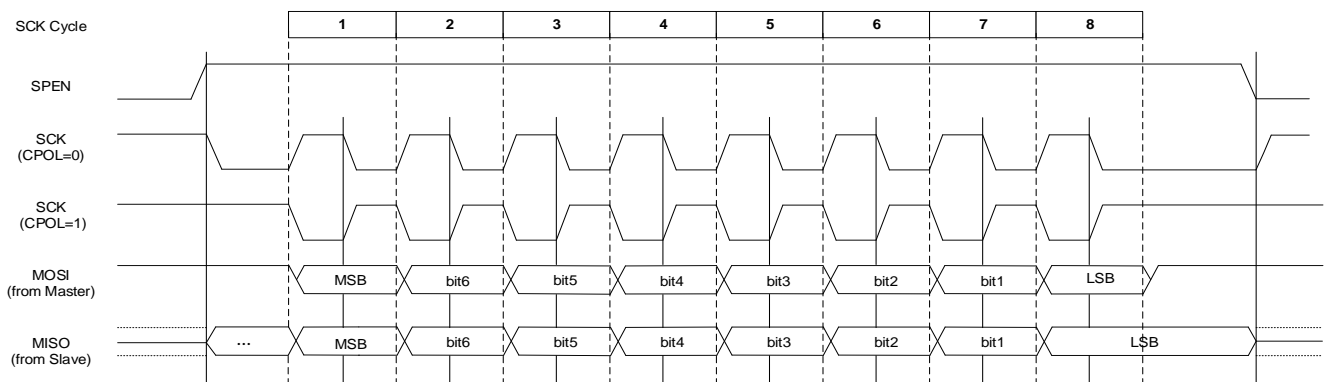 SCK Cycle 1 2 3 4 5 6 7 8
SPEN
SCK
(CPOL=0)
SCK
(CPOL=1)
MOSI
(from Master)
MSB bit6 bit5 bit4 bit3 bit2 bit1 LSB
MISO
(from Slave)
... MSB bit6 bit5 bit4 bit3 bit2 bit1 LSB